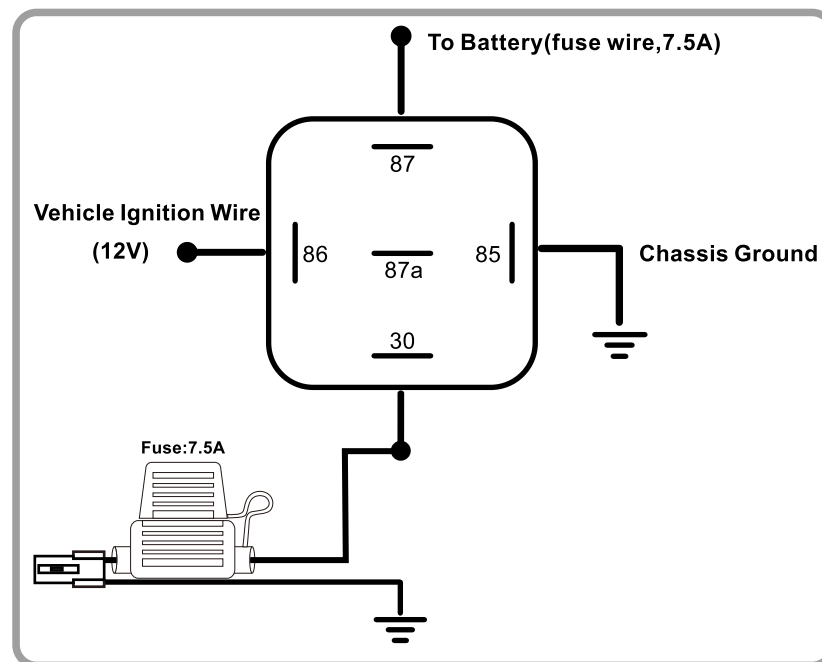 To Battery(fuse wire,7.5A)
87
Vehicle Ignition Wire
(12V)
86
87a
85
Chassis Ground
30
Fuse:7.5A